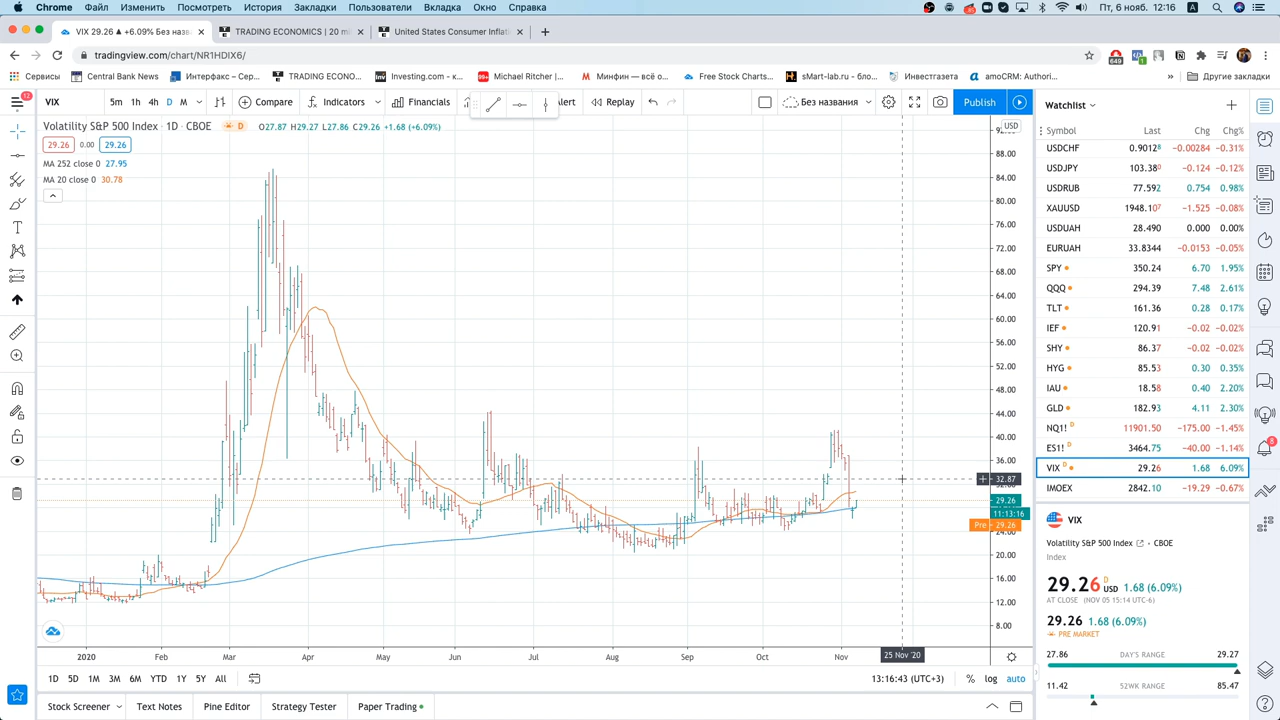 Chrome Файл Изменить Посмотреть История Закладки Пользователи Вкладка Окно Справка Пт, 6 нояб. 12:16
VIX 29.26 ▲ +6.09% Без назва
TRADING ECONOMICS | 20 mil
United States Consumer Inflati
tradingview.com/chart/NR1HDIX6/
649
Сервисы Central Bank News Интерфакс – Сер... TRADING ECONO... Investing.com - к... Michael Ritcher |... Минфин — всё о... Free Stock Charts... sMart-lab.ru - бло... Инвестгазета amoCRM: Authori... » Другие закладки
12 VIX 5m 1h 4h D M Compare Indicators Financials Alert Replay Без названия Publish
Volatility S&P 500 Index · 1D · CBOE D O27.87 H29.27 L27.86 C29.26 +1.68 (+6.09%)
29.26 0.00 29.26
MA 252 close 0 27.95
MA 20 close 0 30.78
USD
88.00
84.00
80.00
76.00
72.00
68.00
64.00
60.00
56.00
52.00
48.00
44.00
40.00
36.00
32.87
29.26
11:13:16
Pre 29.26
20.00
16.00
12.00
8.00
2020 Feb Mar Apr May Jun Jul Aug Sep Oct Nov 25 Nov '20
1D 5D 1M 3M 6M YTD 1Y 5Y All 13:16:43 (UTC+3) % log auto
Stock Screener Text Notes Pine Editor Strategy Tester Paper Trading
Watchlist
Symbol Last Chg Chg%
USDCHF 0.9012⁸ −0.00284 −0.31%
USDJPY 103.38⁰ −0.124 −0.12%
USDRUB 77.592 0.754 0.98%
XAUUSD 1948.10⁷ −1.525 −0.08%
USDUAH 28.490 0.000 0.00%
EURUAH 33.8344 −0.0153 −0.05%
SPY 350.24 6.70 1.95%
QQQ 294.39 7.48 2.61%
TLT 161.36 0.28 0.17%
IEF 120.91 −0.02 −0.02%
SHY 86.37 −0.02 −0.02%
HYG 85.53 0.30 0.35%
IAU 18.58 0.40 2.20%
GLD 182.93 4.11 2.30%
NQ1! D 11901.50 −175.00 −1.45%
ES1! D 3464.75 −40.00 −1.14%
VIX D 29.26 1.68 6.09%
IMOEX 2842.10 −19.29 −0.67%
VIX
Volatility S&P 500 Index · CBOE
Index
29.26 D USD 1.68 (6.09%)
AT CLOSE (NOV 05 15:14 UTC-6)
29.26 1.68 (6.09%)
PRE MARKET
27.86 DAY'S RANGE 29.27
11.42 52WK RANGE 85.47
8